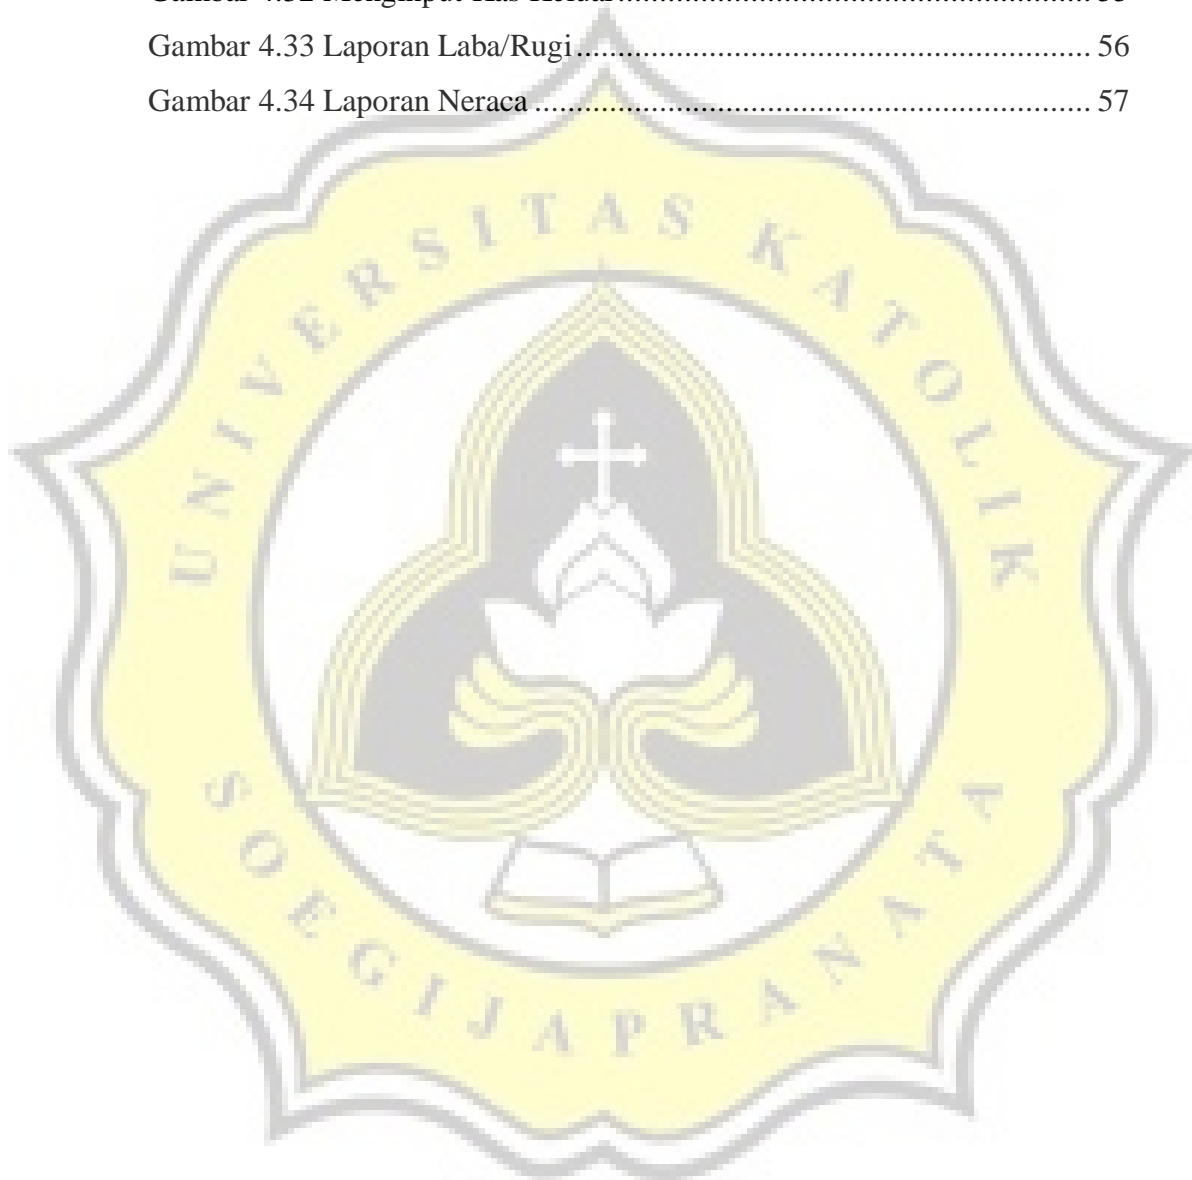 Gambar 4.33 Laporan Laba/Rugi................................................................ 56
Gambar 4.34 Laporan Neraca ..................................................................... 57
UNIVERSITAS KATOLIK
SOEGIJAPRANATA